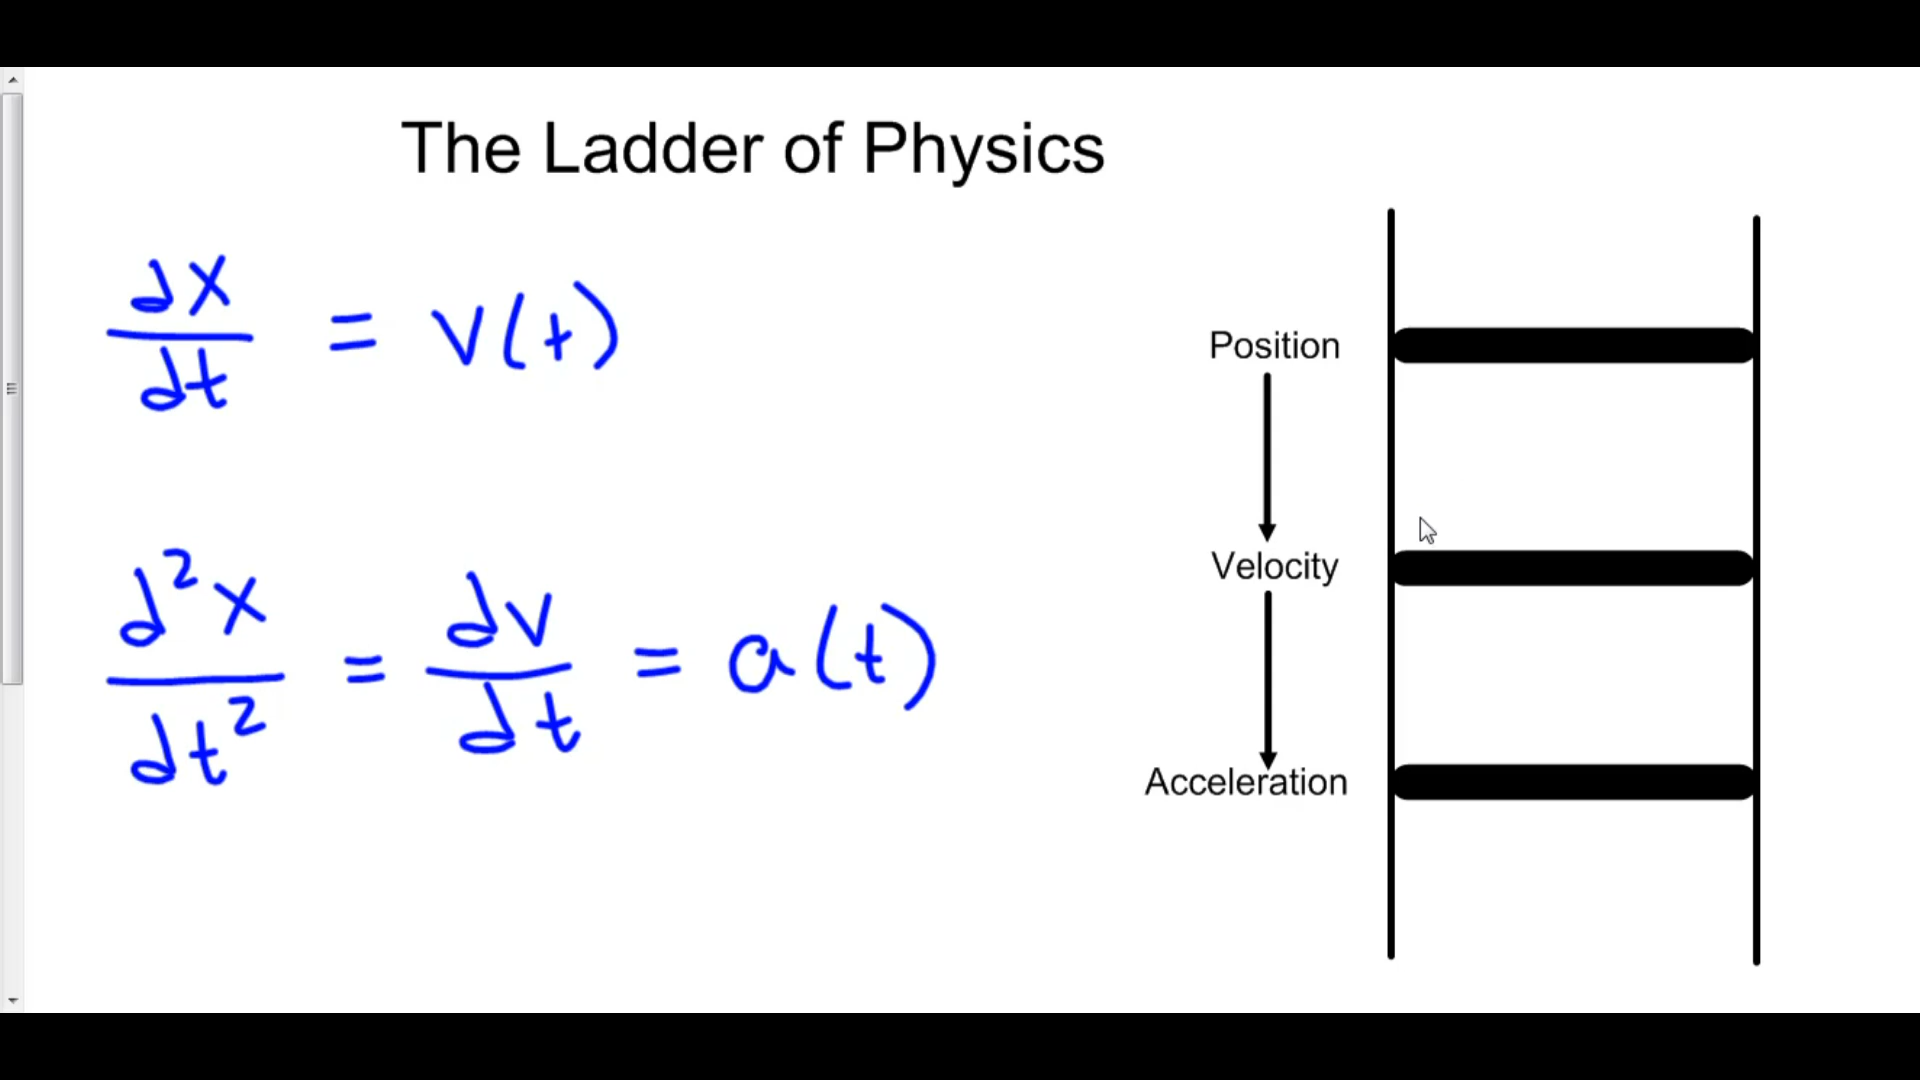 The Ladder of Physics
dx/dt = v(t)
d²x/dt² = dv/dt = a(t)
Position
Velocity
Acceleration